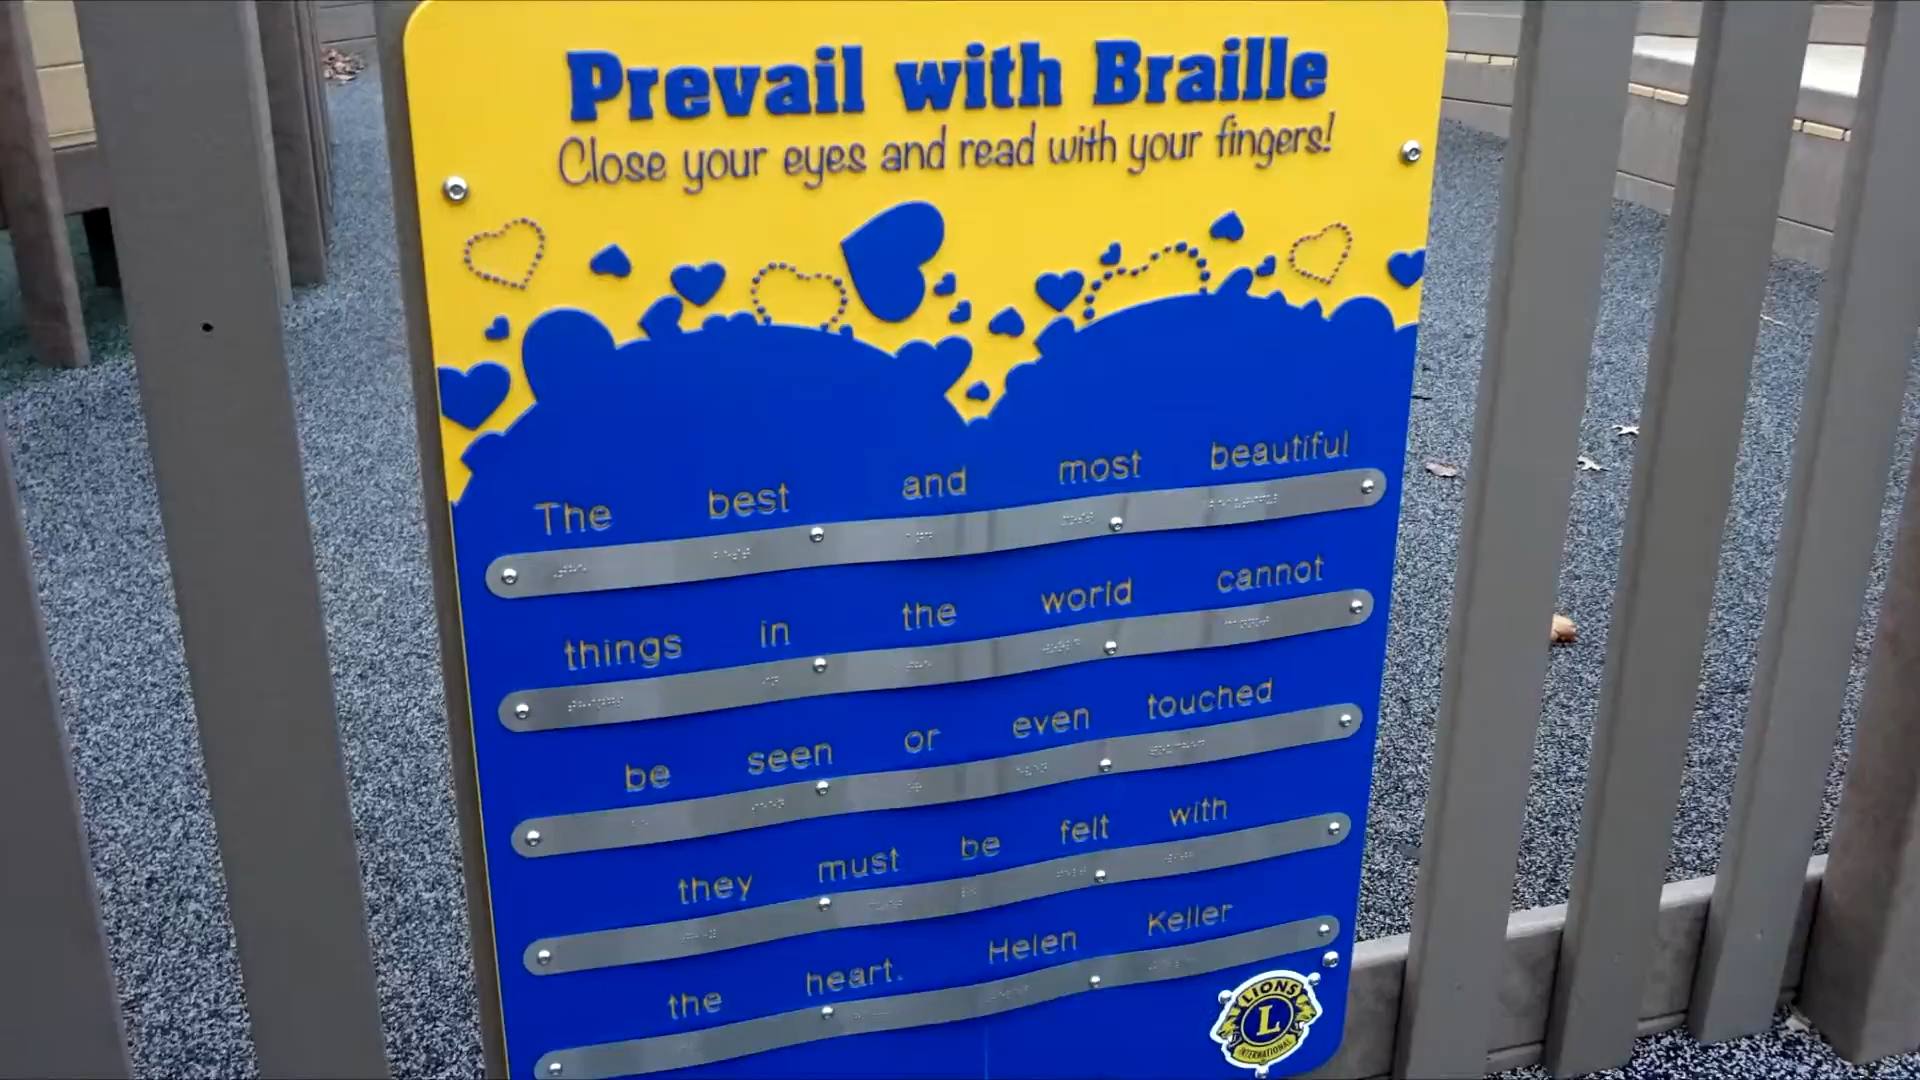 Prevail with Braille
Close your eyes and read with your fingers!
The best and most beautiful
things in the world cannot
be seen or even touched
they must be felt with
the heart. Helen Keller
LIONS
L
INTERNATIONAL